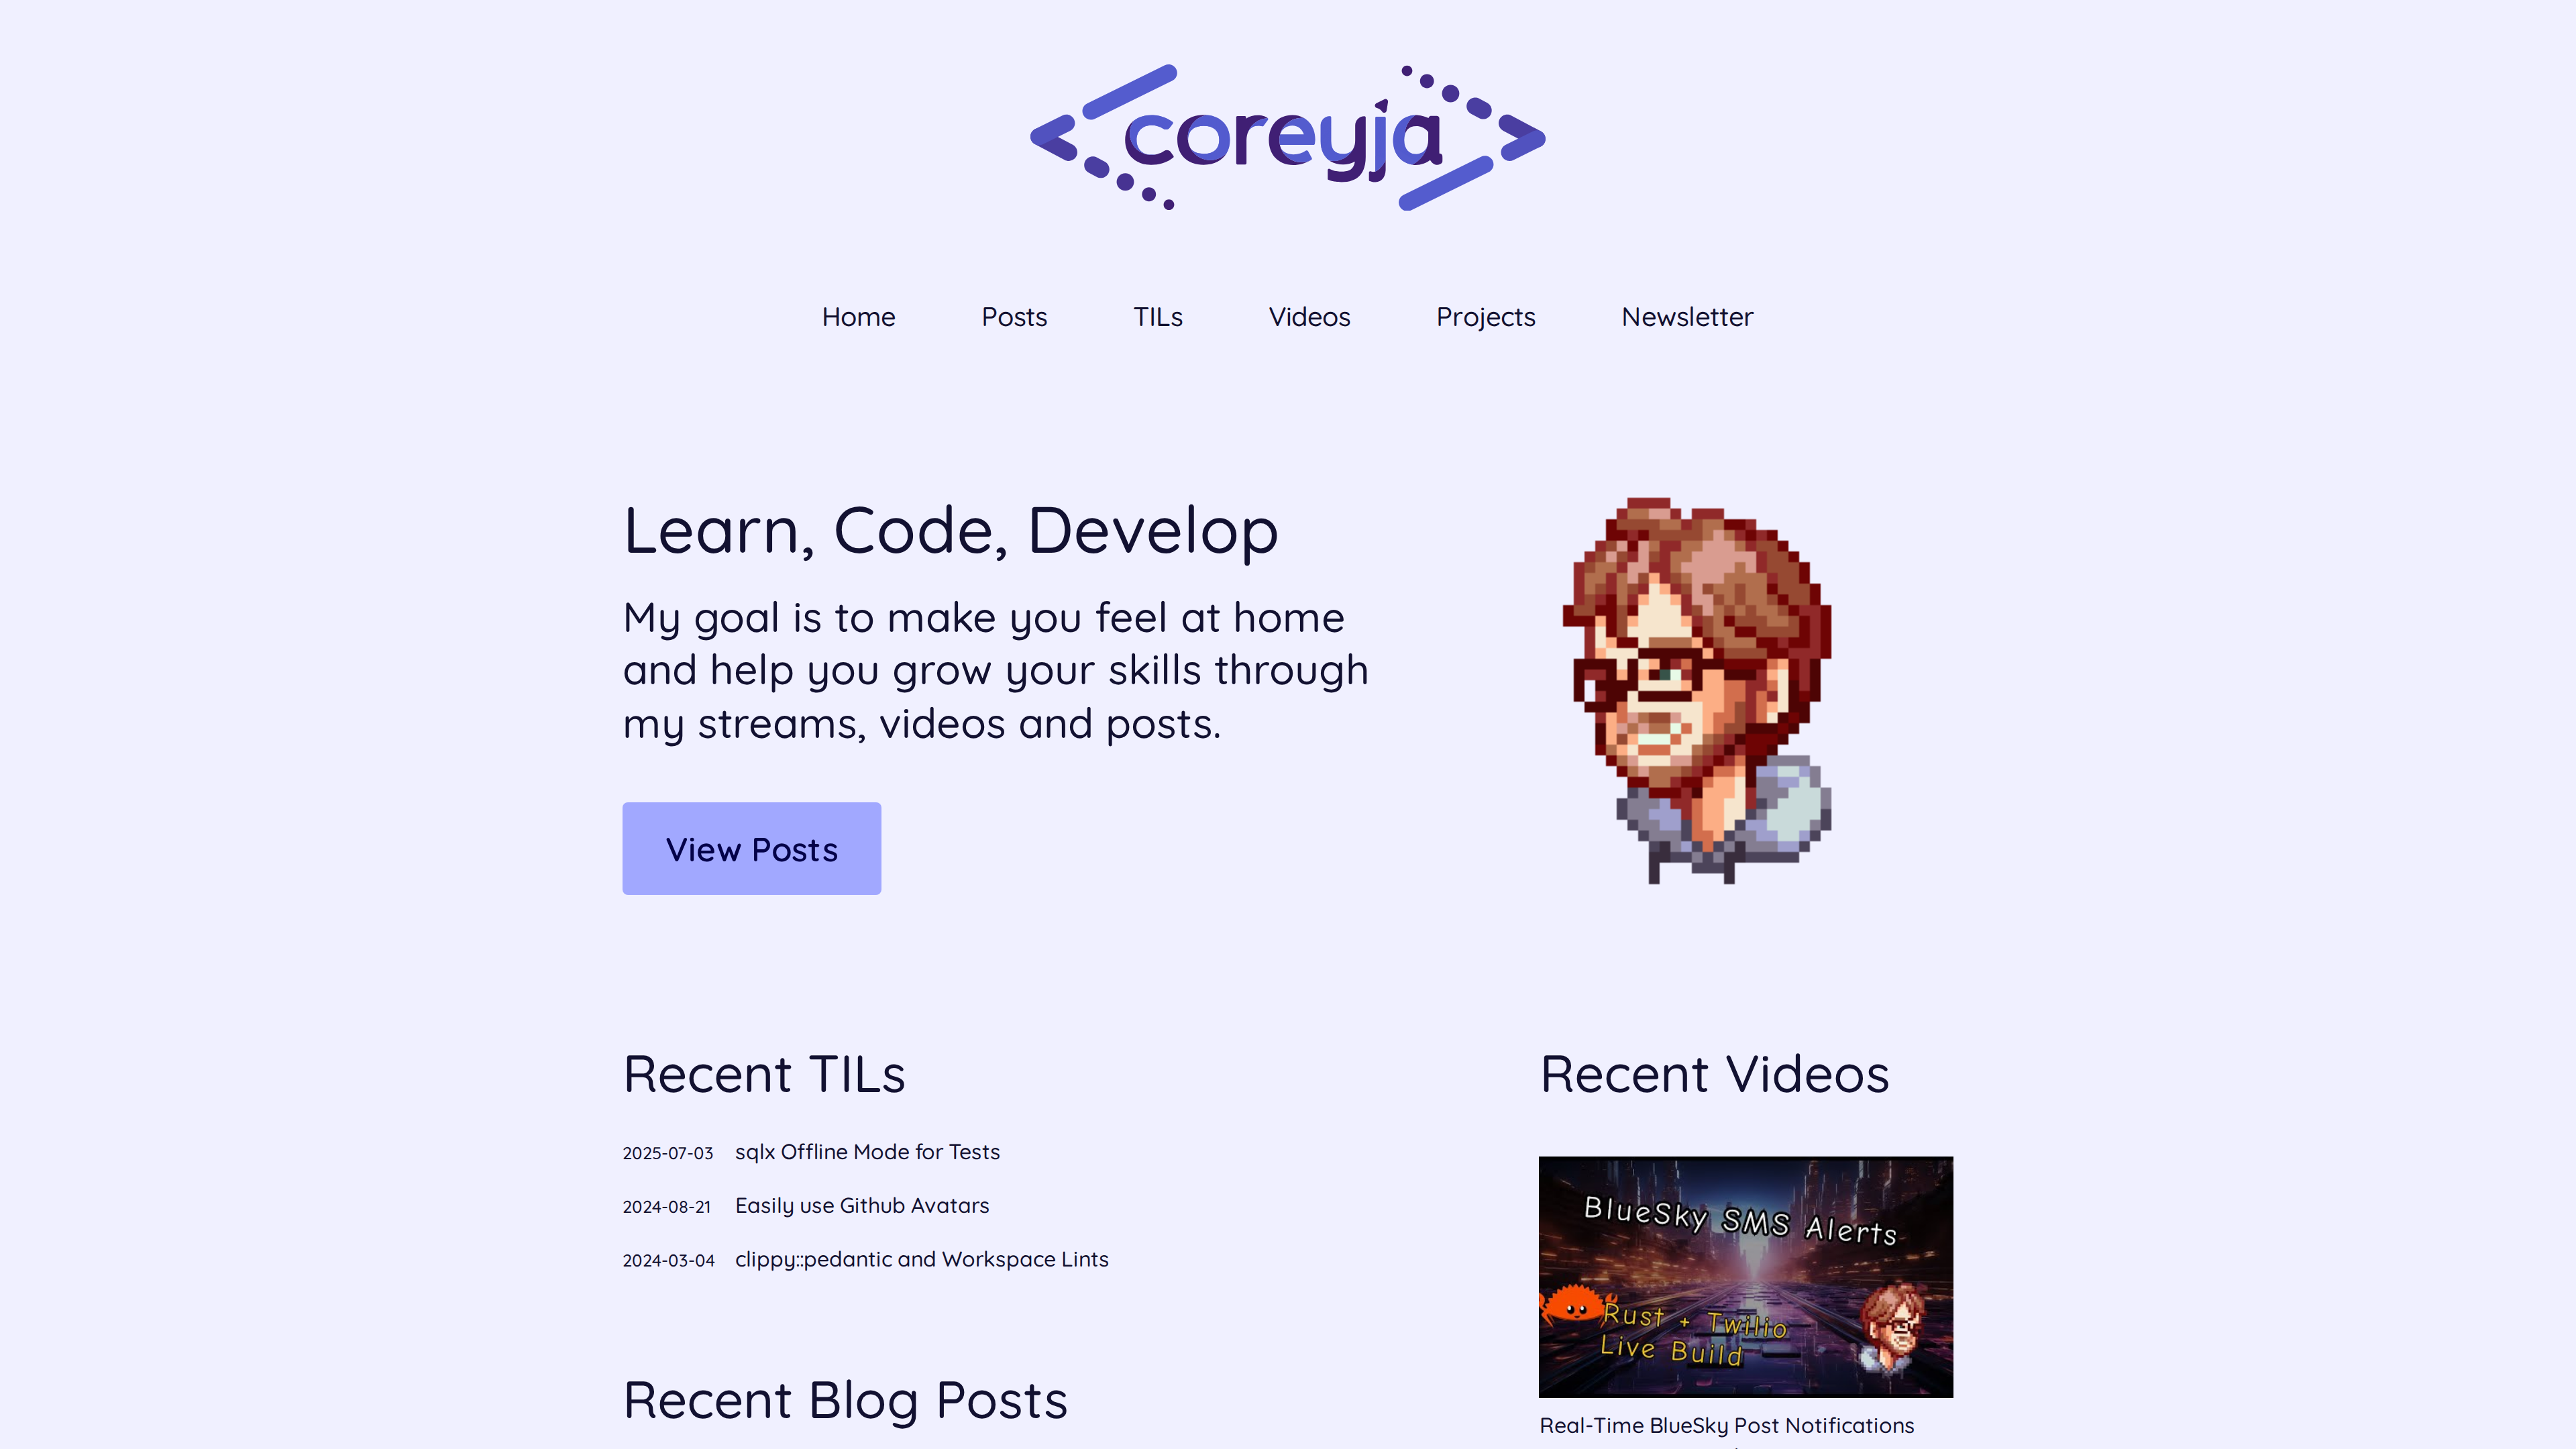 coreyja
Home Posts TILs Videos Projects Newsletter
Learn, Code, Develop
My goal is to make you feel at home
and help you grow your skills through
my streams, videos and posts.
View Posts
Recent TILs
2025-07-03 sqlx Offline Mode for Tests
2024-08-21 Easily use Github Avatars
2024-03-04 clippy::pedantic and Workspace Lints
Recent Blog Posts
Recent Videos
BlueSky SMS Alerts
Rust + Twilio
Live Build
Real-Time BlueSky Post Notifications